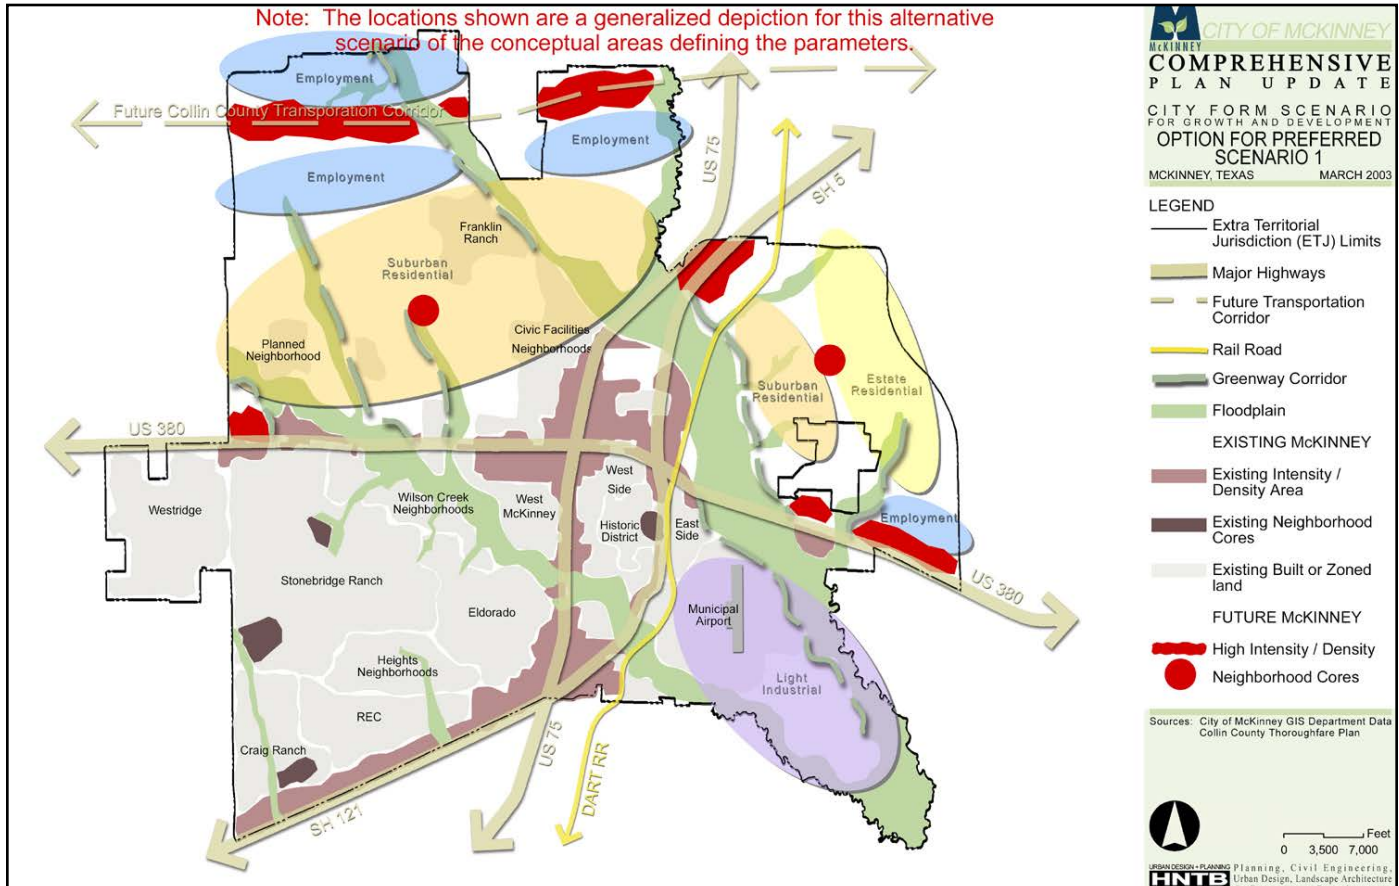 Note: The locations shown are a generalized depiction for this alternative
scenario of the conceptual areas defining the parameters.
Employment
Future Collin County Transporation Corridor
Employment
Employment
US 75
SH 5
Franklin
Ranch
Suburban
Residential
Civic Facilities
Neighborhoods
Planned
Neighborhood
Suburban
Residential
Estate
Residential
US 380
Westridge
Wilson Creek
Neighborhoods
West
McKinney
West
Side
Historic
District
East
Side
Employment
US 380
Stonebridge Ranch
Eldorado
Municipal
Airport
Heights
Neighborhoods
Light
Industrial
REC
Craig Ranch
US 75
DART RR
SH 121
McKINNEY
CITY OF MCKINNEY
COMPREHENSIVE
PLAN UPDATE
CITY FORM SCENARIO
FOR GROWTH AND DEVELOPMENT
OPTION FOR PREFERRED
SCENARIO 1
MCKINNEY, TEXAS MARCH 2003
LEGEND
Extra Territorial
Jurisdiction (ETJ) Limits
Major Highways
Future Transportation
Corridor
Rail Road
Greenway Corridor
Floodplain
EXISTING McKINNEY
Existing Intensity /
Density Area
Existing Neighborhood
Cores
Existing Built or Zoned
land
FUTURE McKINNEY
High Intensity / Density
Neighborhood Cores
Sources: City of McKinney GIS Department Data
Collin County Thoroughfare Plan
Feet
0 3,500 7,000
URBAN DESIGN + PLANNING
HNTB
Planning, Civil Engineering,
Urban Design, Landscape Architecture